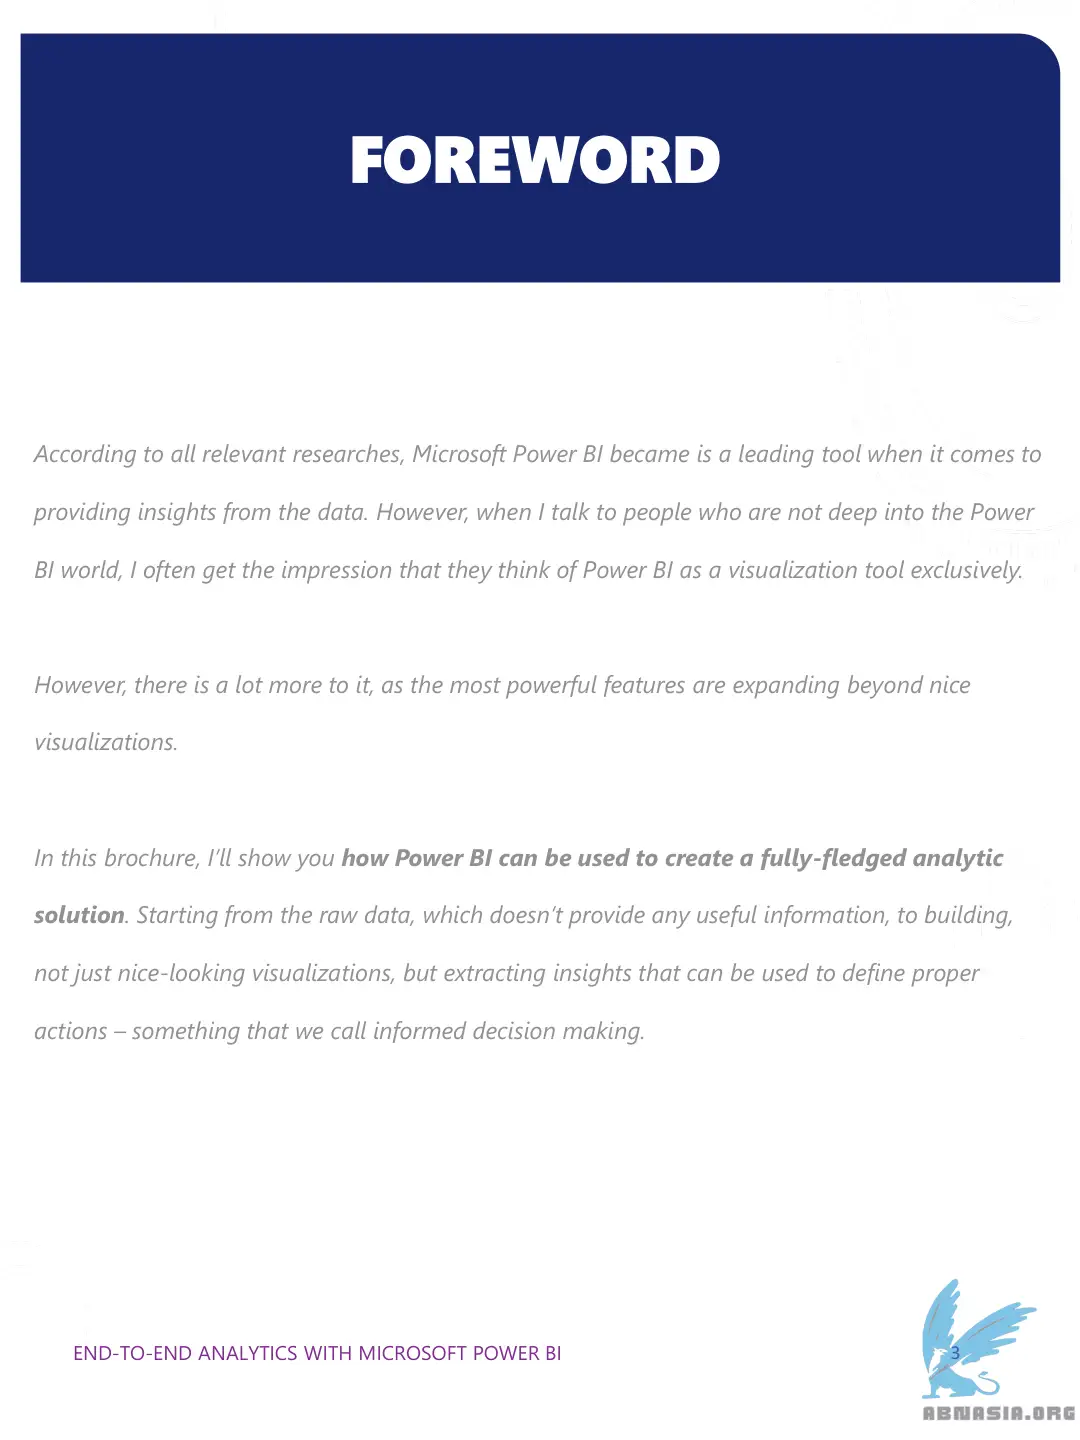 FOREWORD
According to all relevant researches, Microsoft Power BI became is a leading tool when it comes to
providing insights from the data. However, when I talk to people who are not deep into the Power
BI world, I often get the impression that they think of Power BI as a visualization tool exclusively.
However, there is a lot more to it, as the most powerful features are expanding beyond nice
visualizations.
In this brochure, I’ll show you how Power BI can be used to create a fully-fledged analytic
solution. Starting from the raw data, which doesn’t provide any useful information, to building,
not just nice-looking visualizations, but extracting insights that can be used to define proper
actions – something that we call informed decision making.
END-TO-END ANALYTICS WITH MICROSOFT POWER BI
3
ABNASIA.ORG